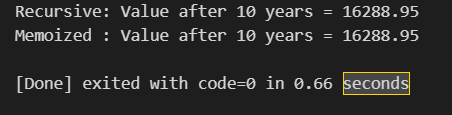 Recursive: Value after 10 years = 16288.95
Memoized : Value after 10 years = 16288.95
[Done] exited with code=0 in 0.66 seconds